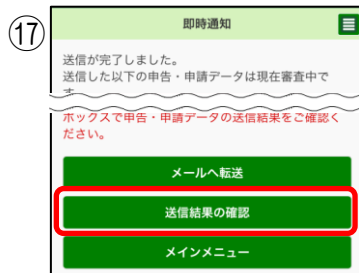 ⑰
即時通知
送信が完了しました。
送信した以下の申告・申請データは現在審査中で
す。
ボックスで申告・申請データの送信結果をご確認く
ださい。
メールへ転送
送信結果の確認
メインメニュー